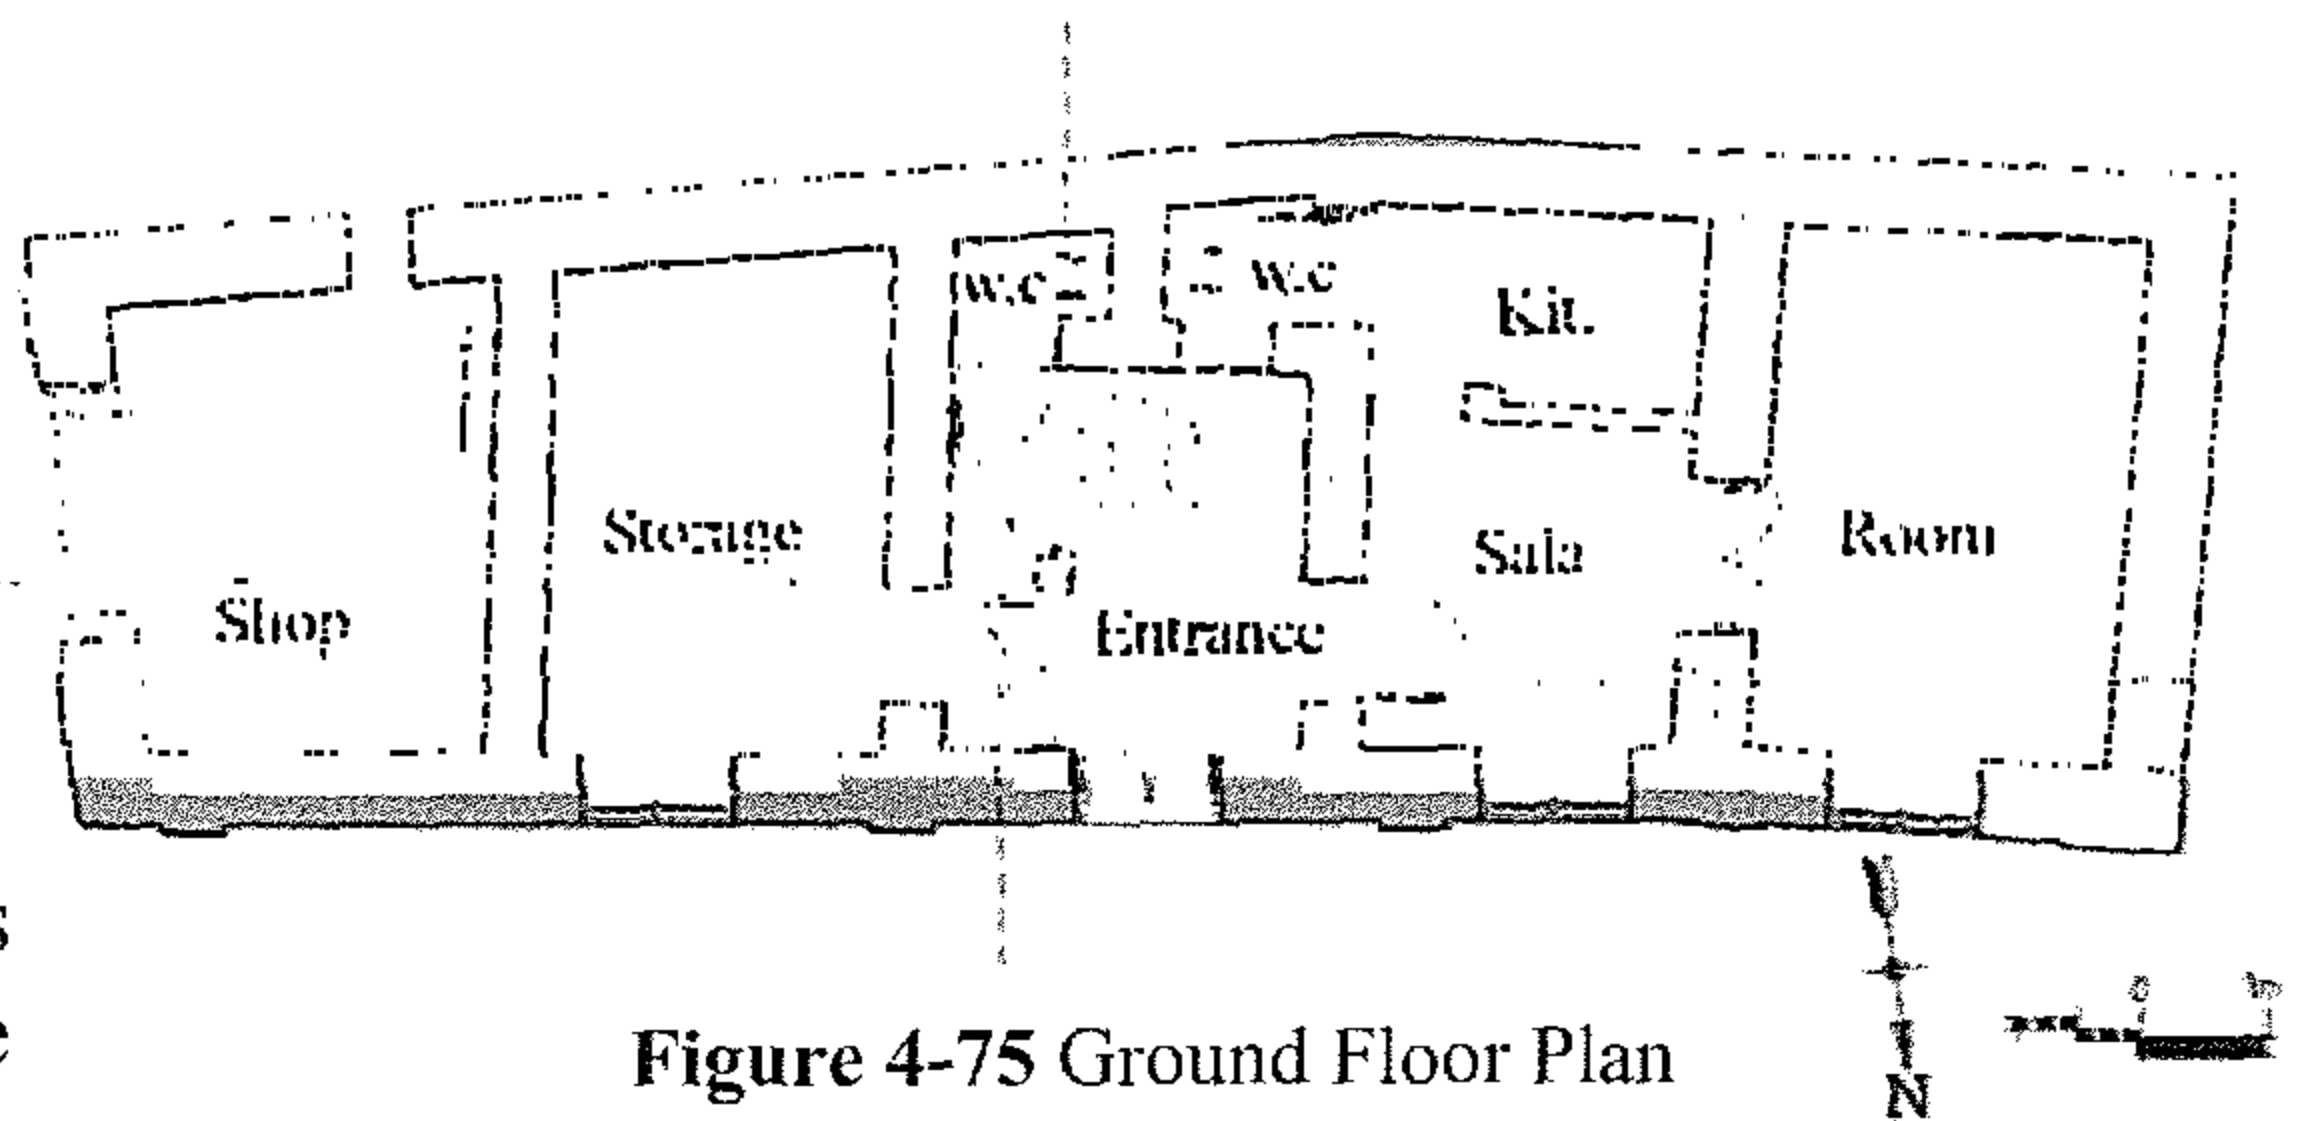 w.c
w.c
Kit.
Storage
Sala
Room
Shop
Entrance
s
e
N
Figure 4-75 Ground Floor Plan